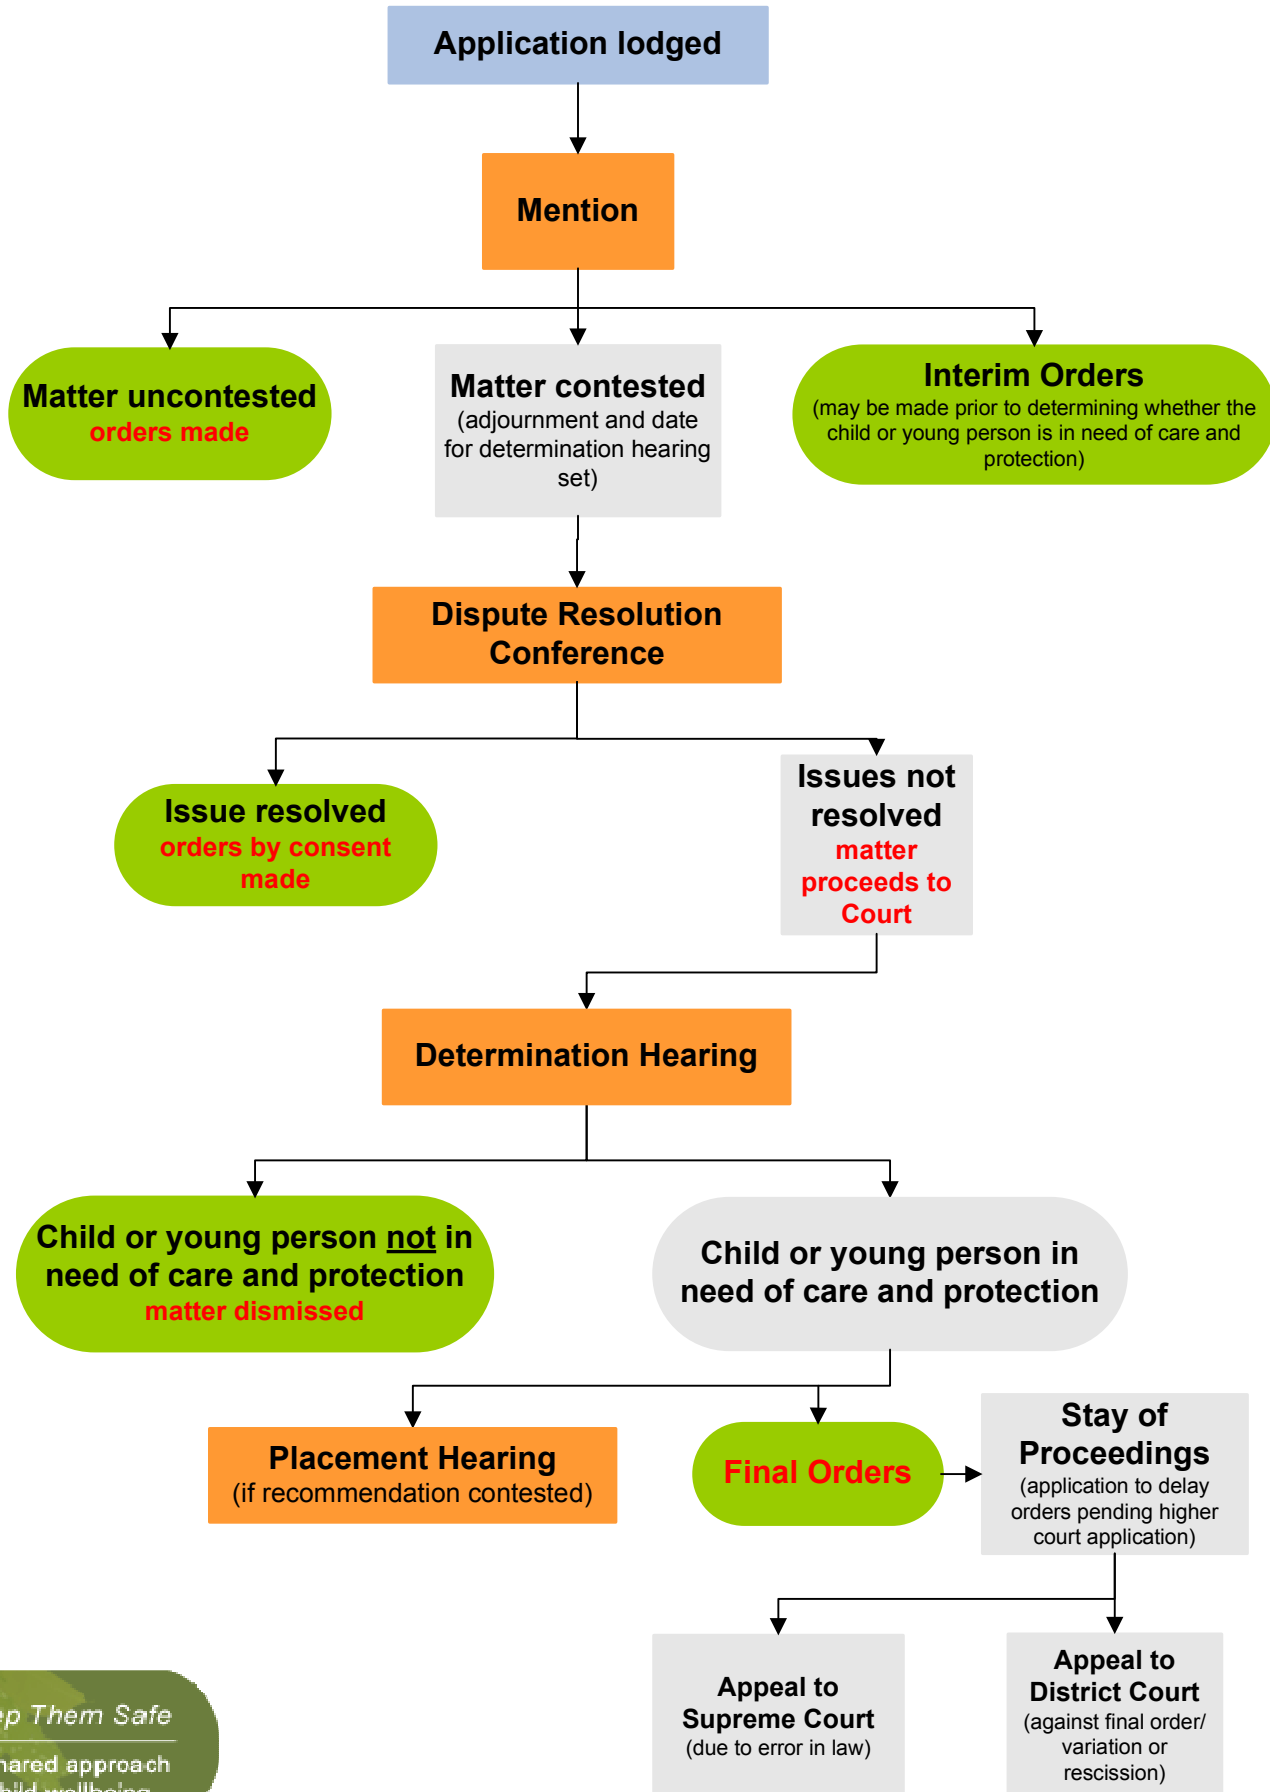 Application lodged
Mention
Matter uncontested
orders made
Matter contested
(adjournment and date
for determination hearing
set)
Interim Orders
(may be made prior to determining whether the
child or young person is in need of care and
protection)
Dispute Resolution
Conference
Issue resolved
orders by consent
made
Issues not
resolved
matter
proceeds to
Court
Determination Hearing
Child or young person not in
need of care and protection
matter dismissed
Child or young person in
need of care and protection
Placement Hearing
(if recommendation contested)
Final Orders
Stay of
Proceedings
(application to delay
orders pending higher
court application)
Appeal to
Supreme Court
(due to error in law)
Appeal to
District Court
(against final order/
variation or
rescission)
Them Safe
approach
wellbeing